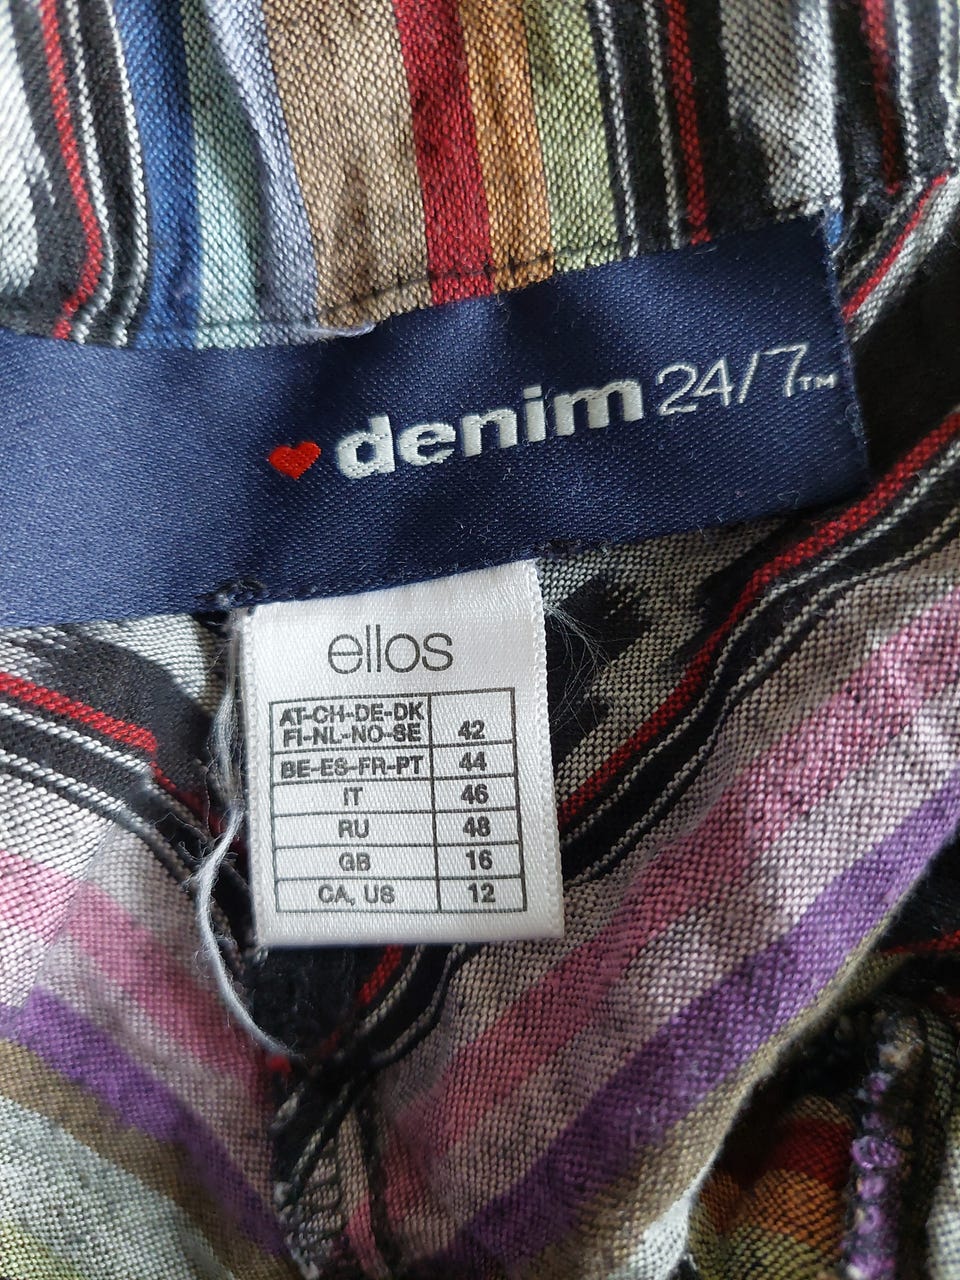 denim 24/7™
ellos
AT-CH-DE-DK
FI-NL-NO-SE 42
BE-ES-FR-PT 44
IT 46
RU 48
GB 16
CA, US 12